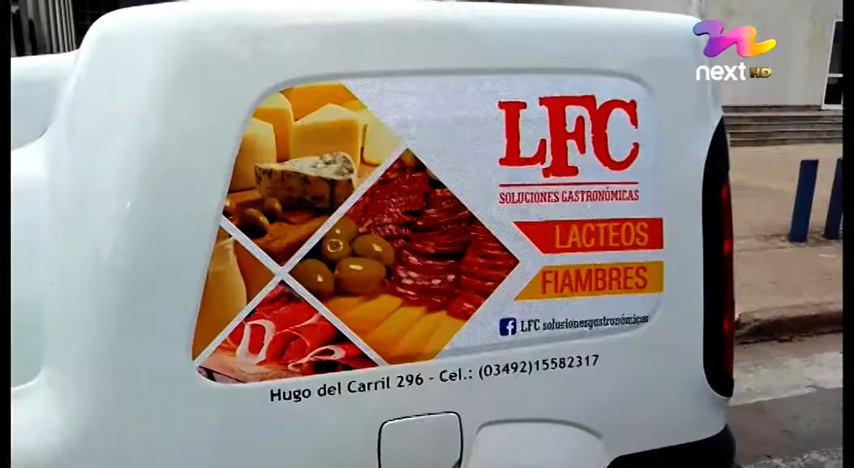 next HD
LFC
SOLUCIONES GASTRONÓMICAS
LACTEOS
FIAMBRES
f LFC solucionesgastronómicas
Hugo del Carril 296 - Cel.: (03492)15582317